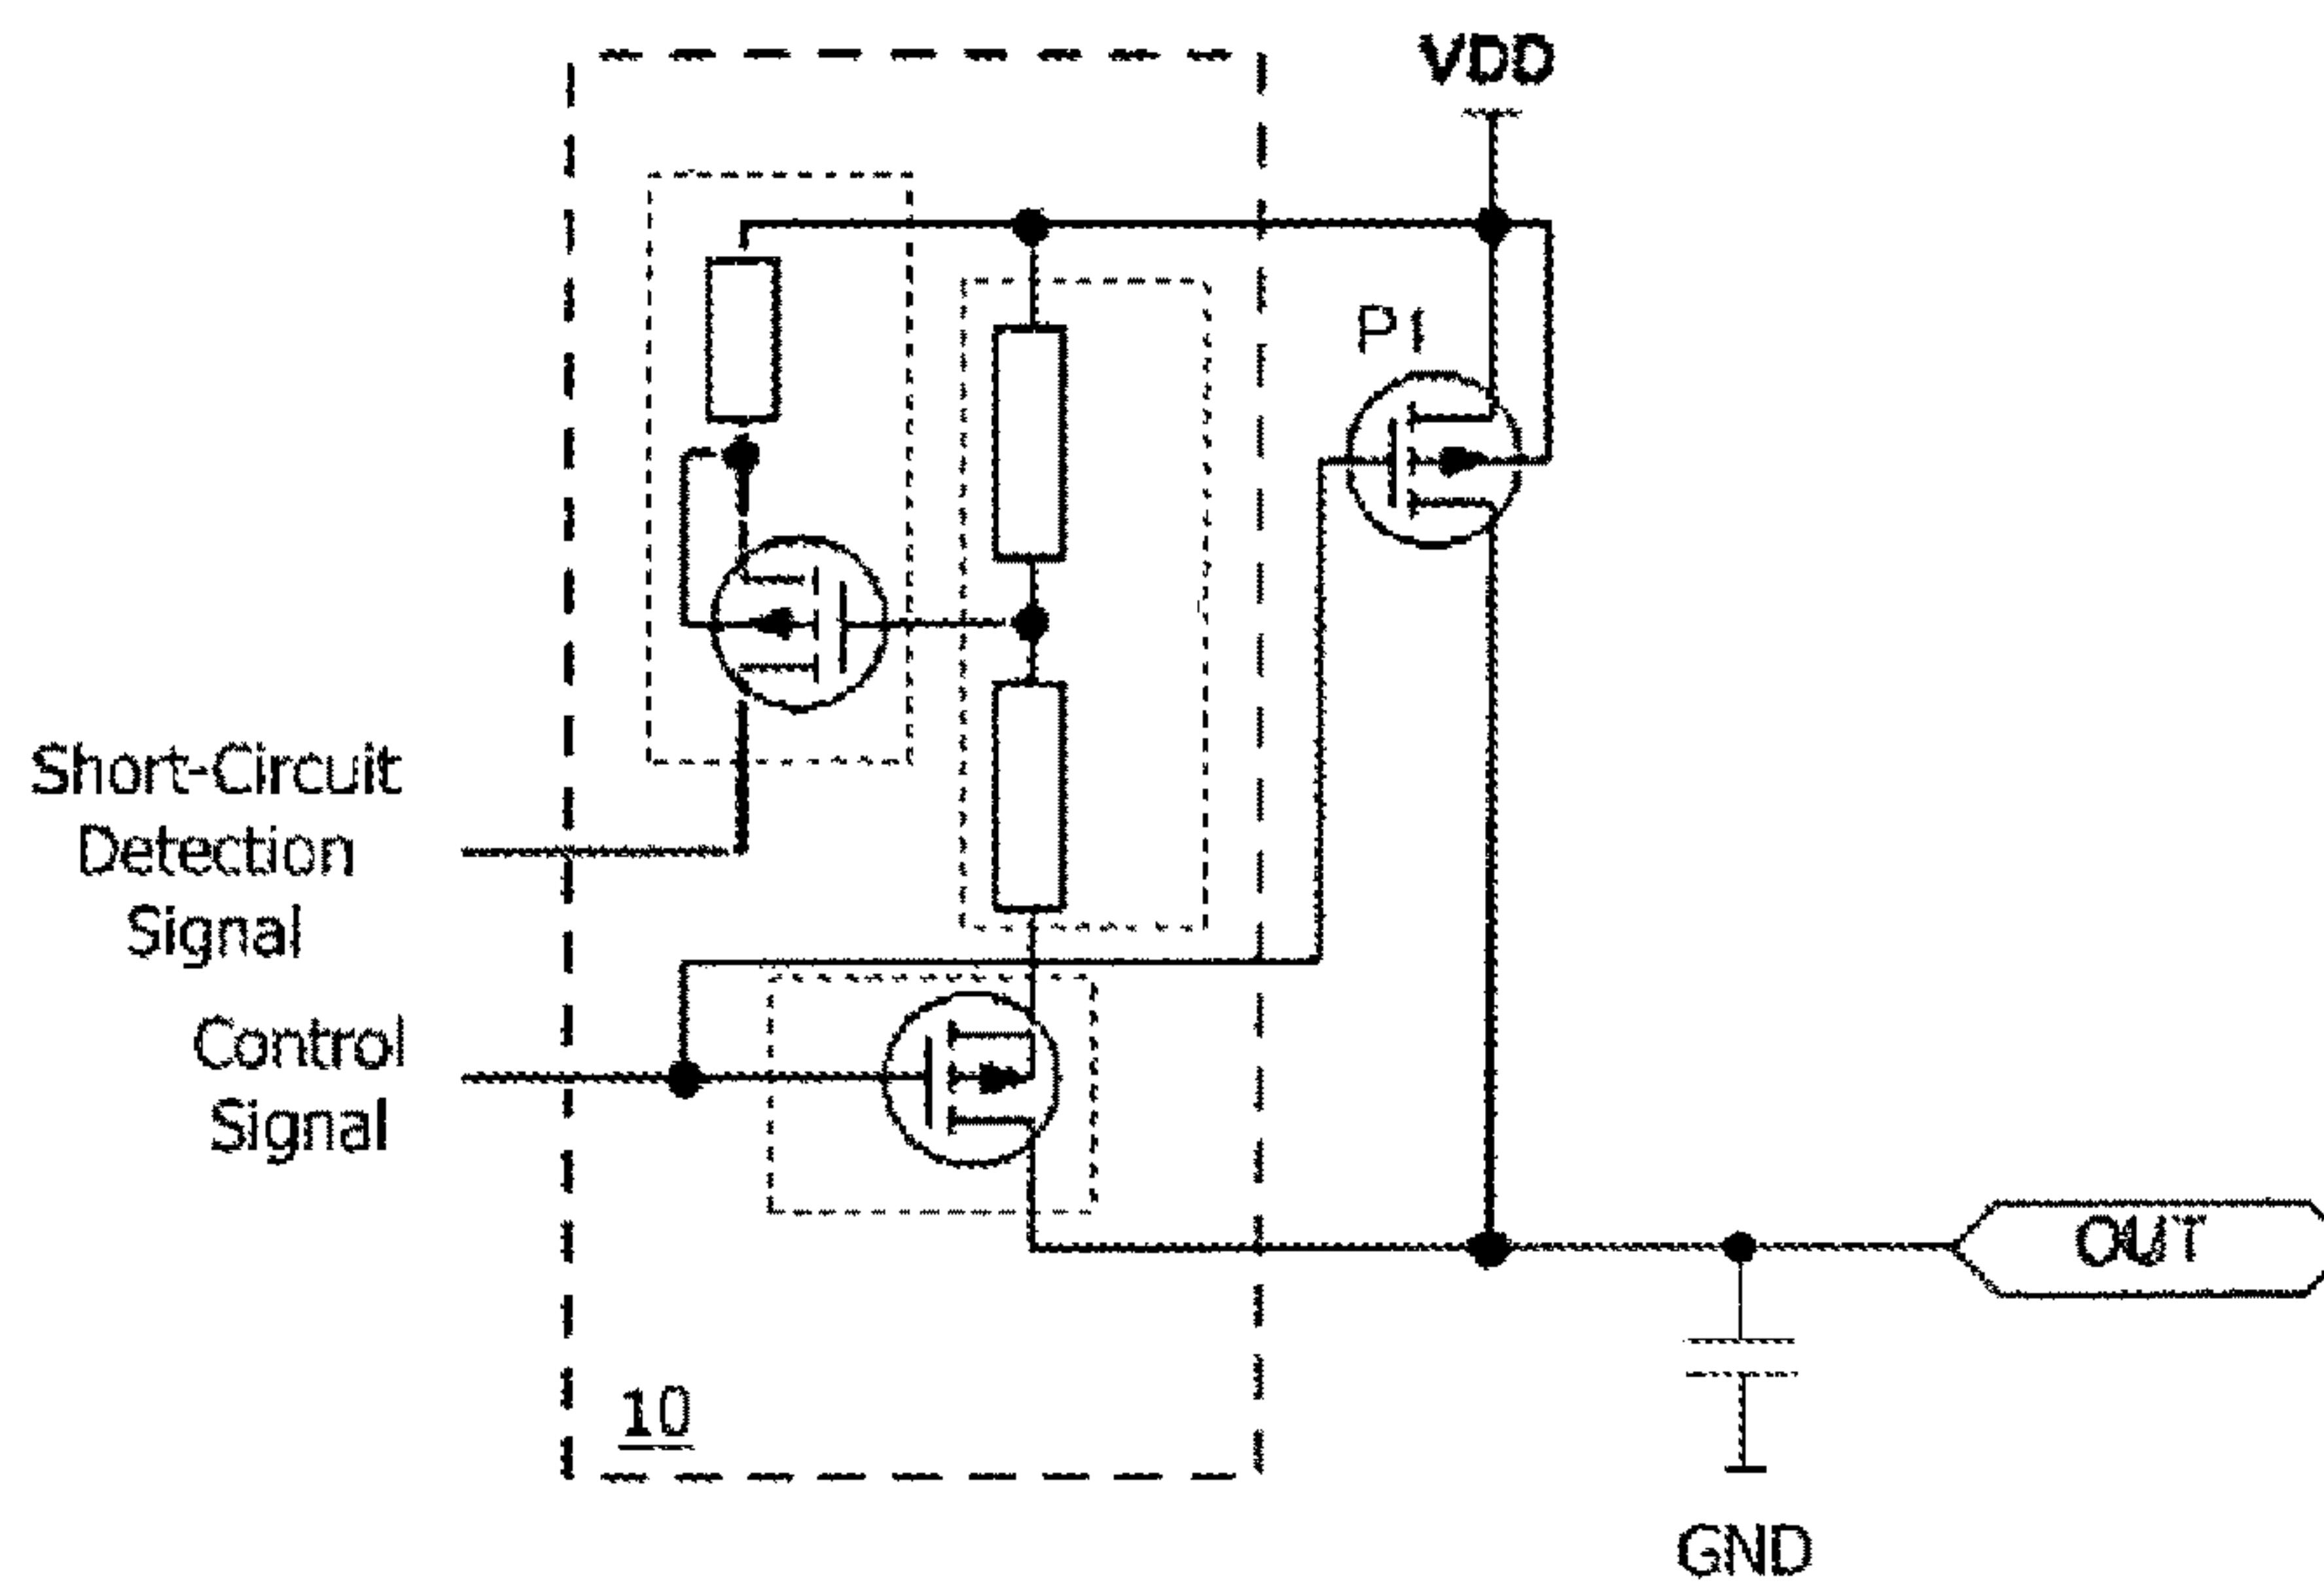 VDD
P1
Short-Circuit
Detection
Signal
Control
Signal
OUT
10
GND